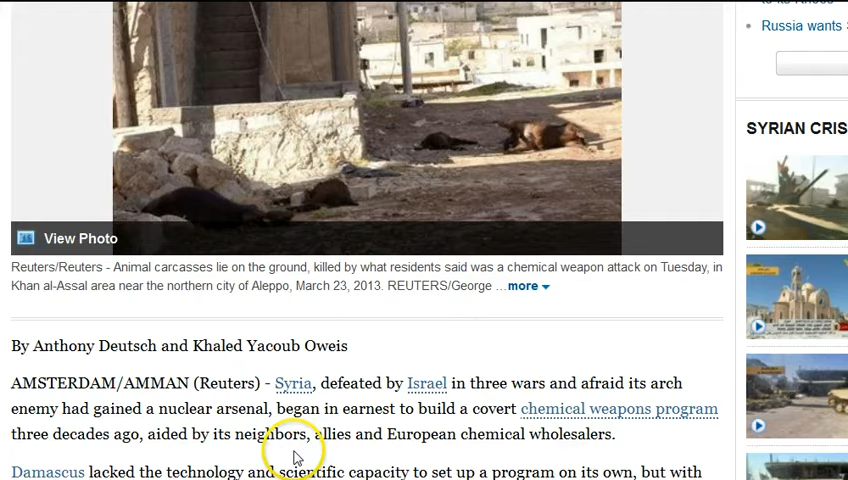 to its knees
Russia wants S
View Photo
SYRIAN CRIS
Reuters/Reuters - Animal carcasses lie on the ground, killed by what residents said was a chemical weapon attack on Tuesday, in
Khan al-Assal area near the northern city of Aleppo, March 23, 2013. REUTERS/George ...more
By Anthony Deutsch and Khaled Yacoub Oweis
AMSTERDAM/AMMAN (Reuters) - Syria, defeated by Israel in three wars and afraid its arch
enemy had gained a nuclear arsenal, began in earnest to build a covert chemical weapons program
three decades ago, aided by its neighbors, allies and European chemical wholesalers.
Damascus lacked the technology and scientific capacity to set up a program on its own, but with